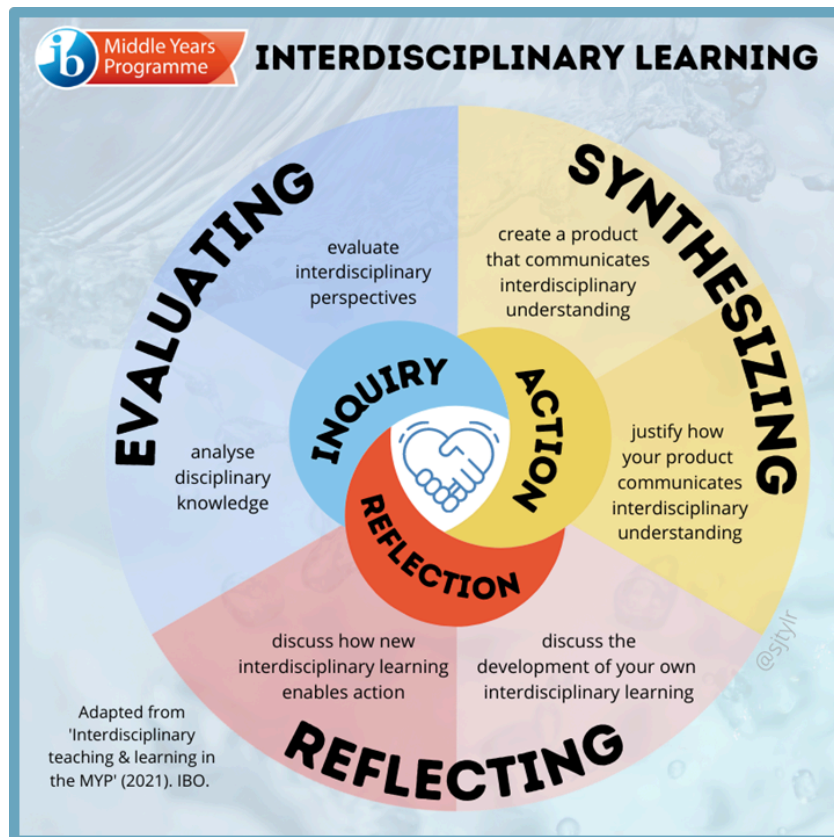 ib
Middle Years
Programme
INTERDISCIPLINARY LEARNING
EVALUATING
evaluate
interdisciplinary
perspectives
analyse
disciplinary
knowledge
SYNTHESIZING
create a product
that communicates
interdisciplinary
understanding
justify how
your product
communicates
interdisciplinary
understanding
INQUIRY
ACTION
REFLECTION
discuss how new
interdisciplinary learning
enables action
discuss the
development of your own
interdisciplinary learning
REFLECTING
@sjtylr
Adapted from
'Interdisciplinary
teaching & learning in
the MYP' (2021). IBO.